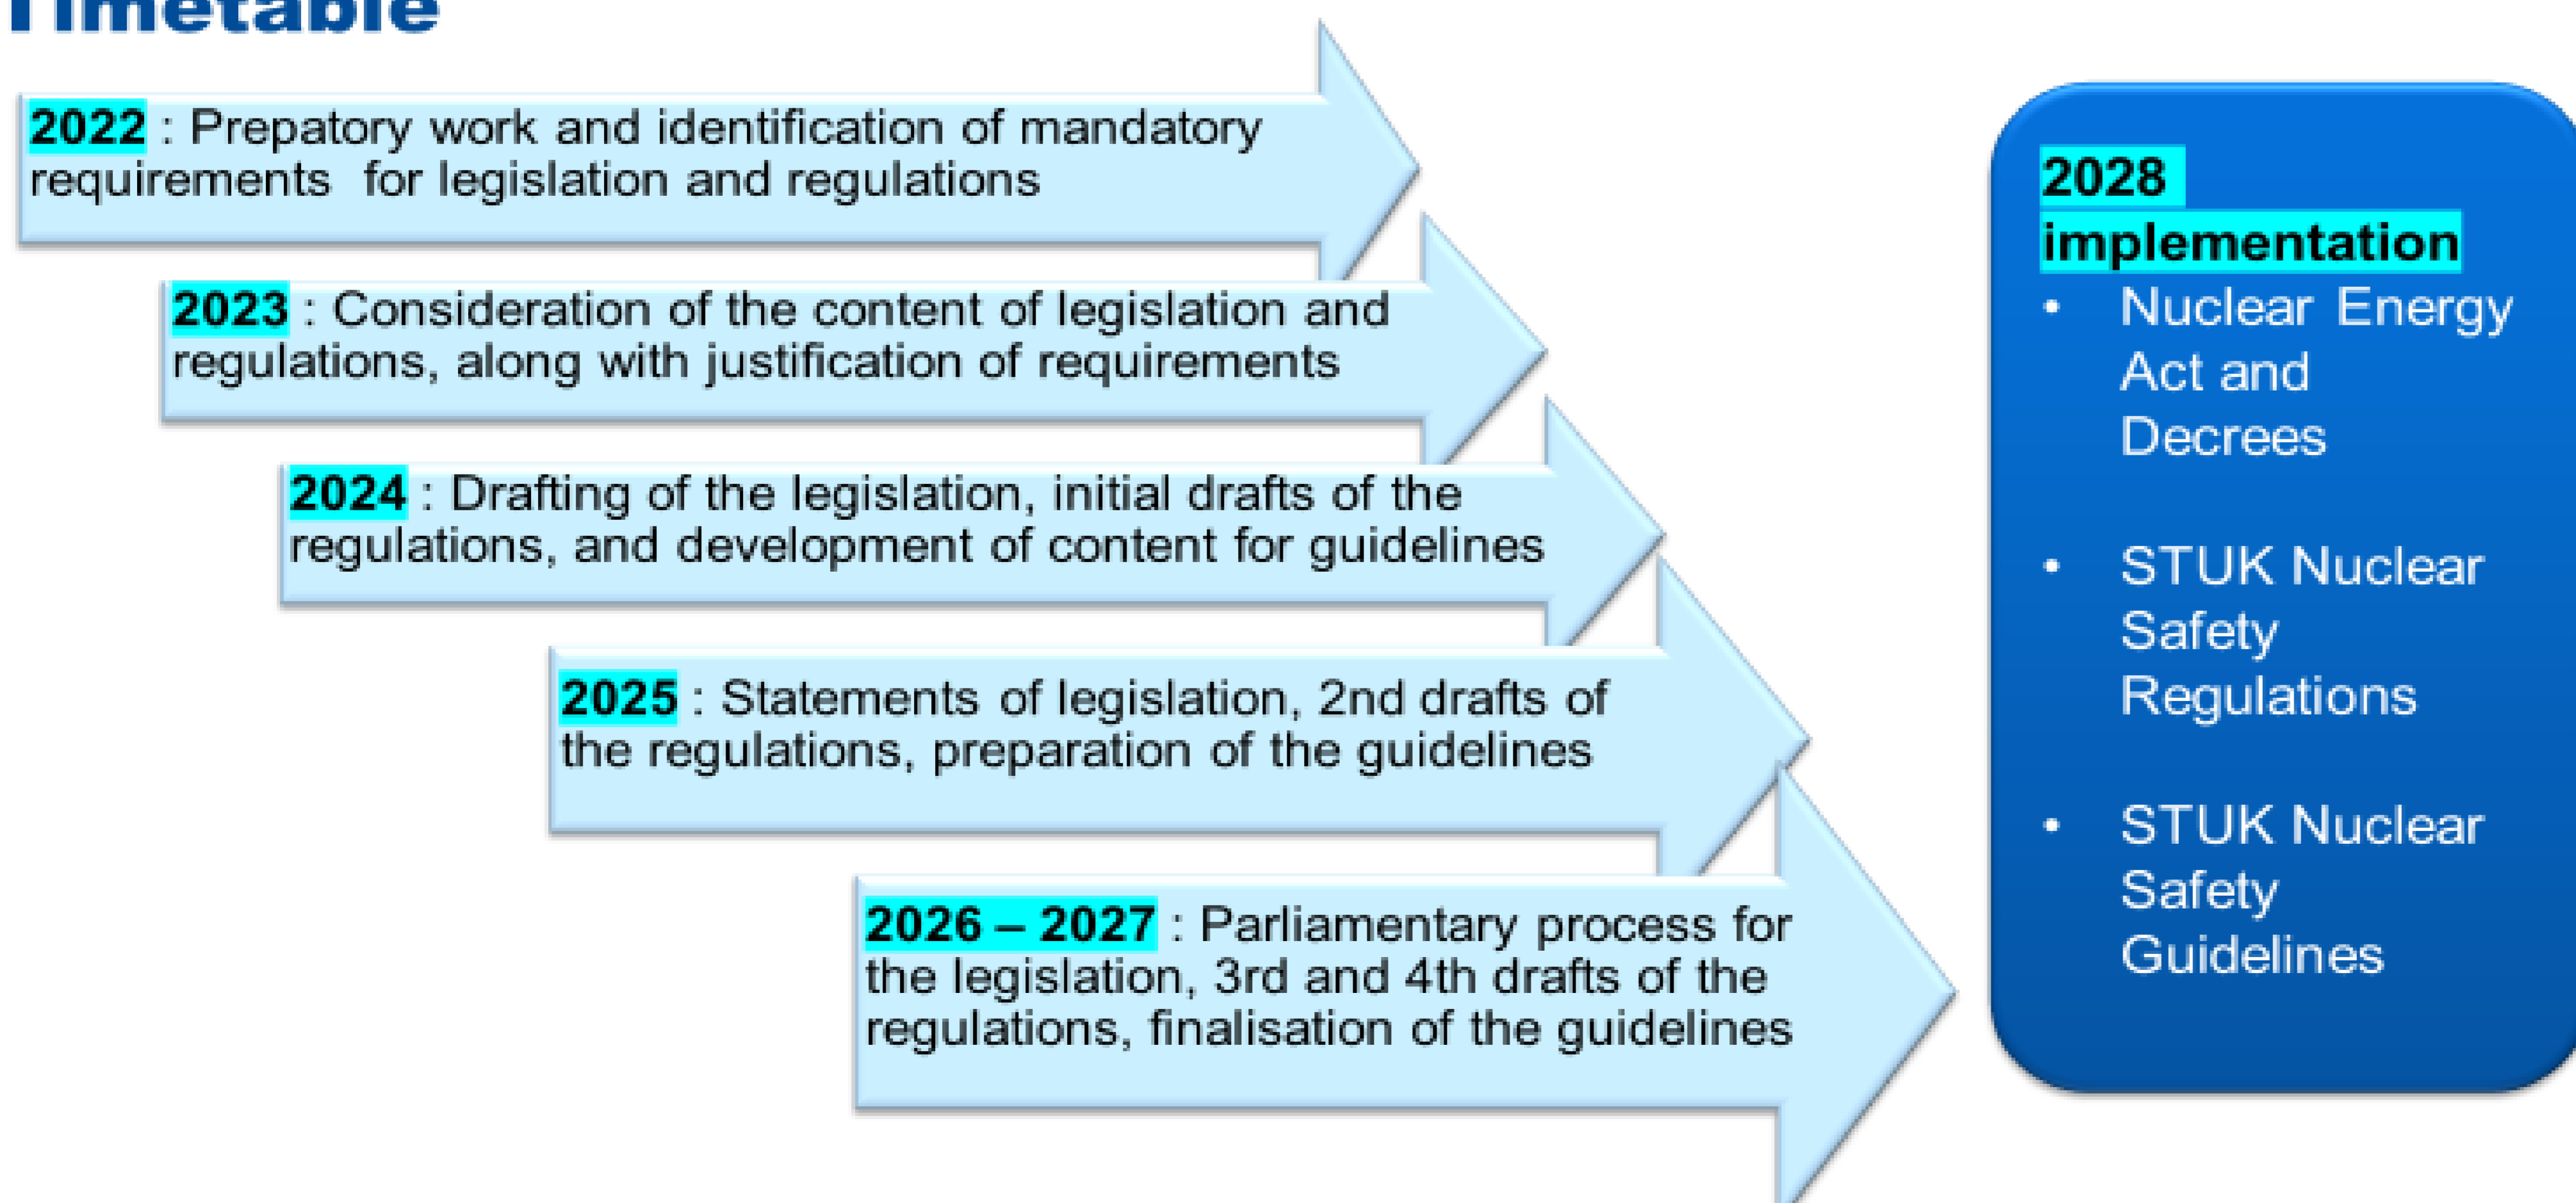 Timetable
2022 : Prepatory work and identification of mandatory
requirements for legislation and regulations
2023 : Consideration of the content of legislation and
regulations, along with justification of requirements
2024 : Drafting of the legislation, initial drafts of the
regulations, and development of content for guidelines
2025 : Statements of legislation, 2nd drafts of
the regulations, preparation of the guidelines
2026 – 2027 : Parliamentary process for
the legislation, 3rd and 4th drafts of the
regulations, finalisation of the guidelines
2028
implementation
• Nuclear Energy
Act and
Decrees
• STUK Nuclear
Safety
Regulations
• STUK Nuclear
Safety
Guidelines